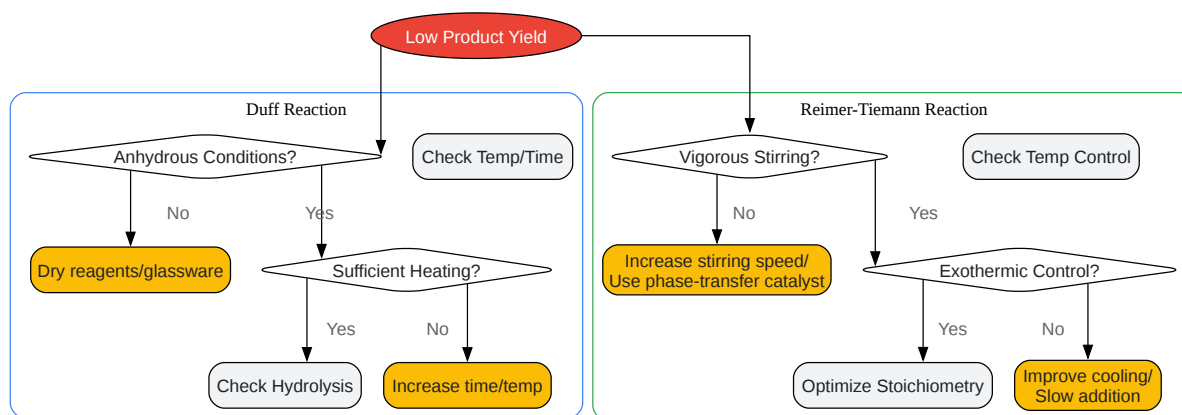 Low Product Yield
Duff Reaction
Reimer-Tiemann Reaction
Anhydrous Conditions?
Check Temp/Time
Vigorous Stirring?
Check Temp Control
No
Yes
No
Yes
Dry reagents/glassware
Sufficient Heating?
Increase stirring speed/
Use phase-transfer catalyst
Exothermic Control?
Yes
No
Yes
No
Check Hydrolysis
Increase time/temp
Optimize Stoichiometry
Improve cooling/
Slow addition